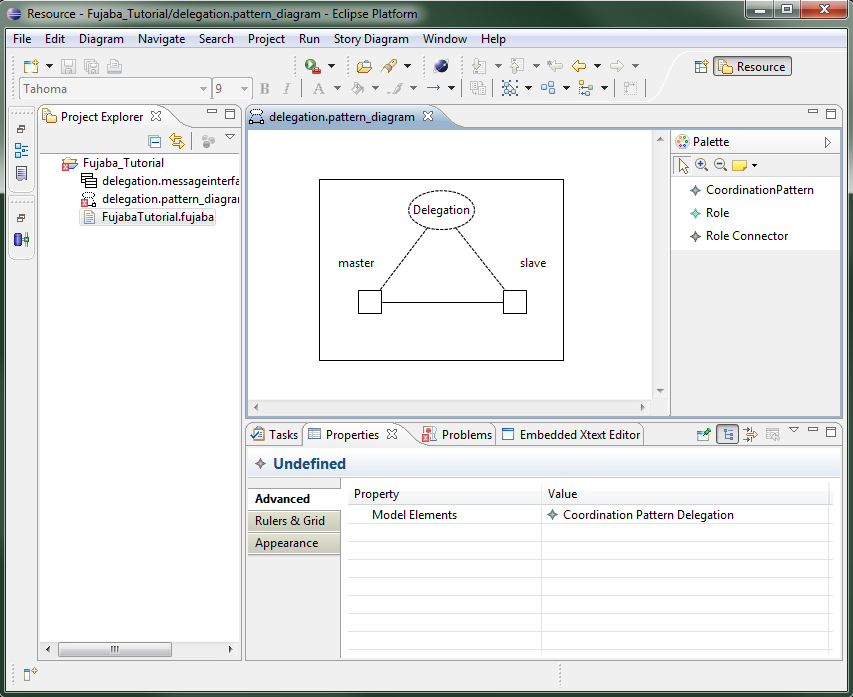 Resource - Fujaba_Tutorial/delegation.pattern_diagram - Eclipse Platform
File Edit Diagram Navigate Search Project Run Story Diagram Window Help
Resource
Tahoma 9 B I A
Project Explorer
Fujaba_Tutorial
delegation.messageinterfa
delegation.pattern_diagra
FujabaTutorial.fujaba
delegation.pattern_diagram
Delegation
master slave
Palette
CoordinationPattern
Role
Role Connector
Tasks Properties Problems Embedded Xtext Editor
Undefined
Advanced
Rulers & Grid
Appearance
Property Value
Model Elements Coordination Pattern Delegation